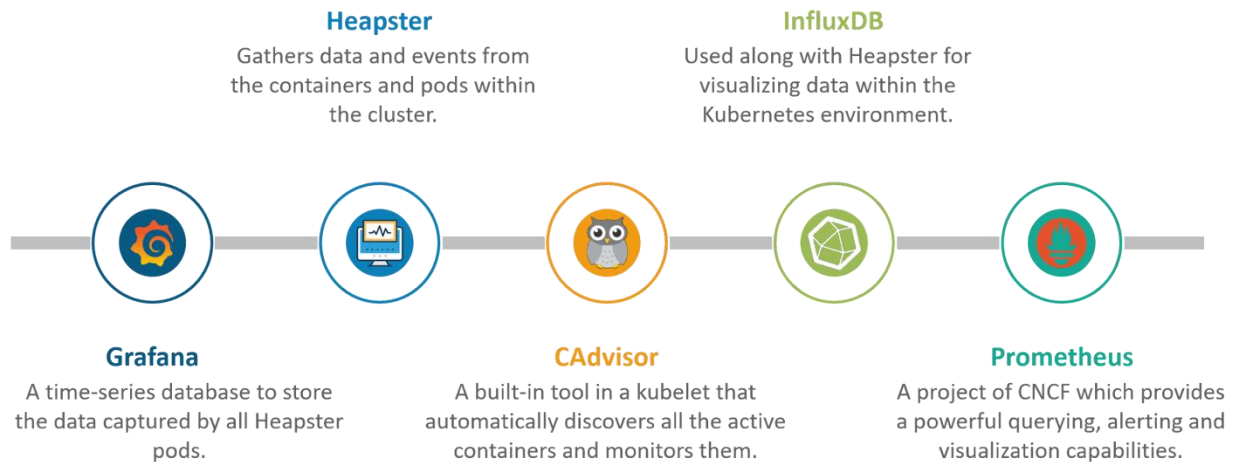 Heapster
Gathers data and events from
the containers and pods within
the cluster.
InfluxDB
Used along with Heapster for
visualizing data within the
Kubernetes environment.
Grafana
A time-series database to store
the data captured by all Heapster
pods.
CAdvisor
A built-in tool in a kubelet that
automatically discovers all the active
containers and monitors them.
Prometheus
A project of CNCF which provides
a powerful querying, alerting and
visualization capabilities.